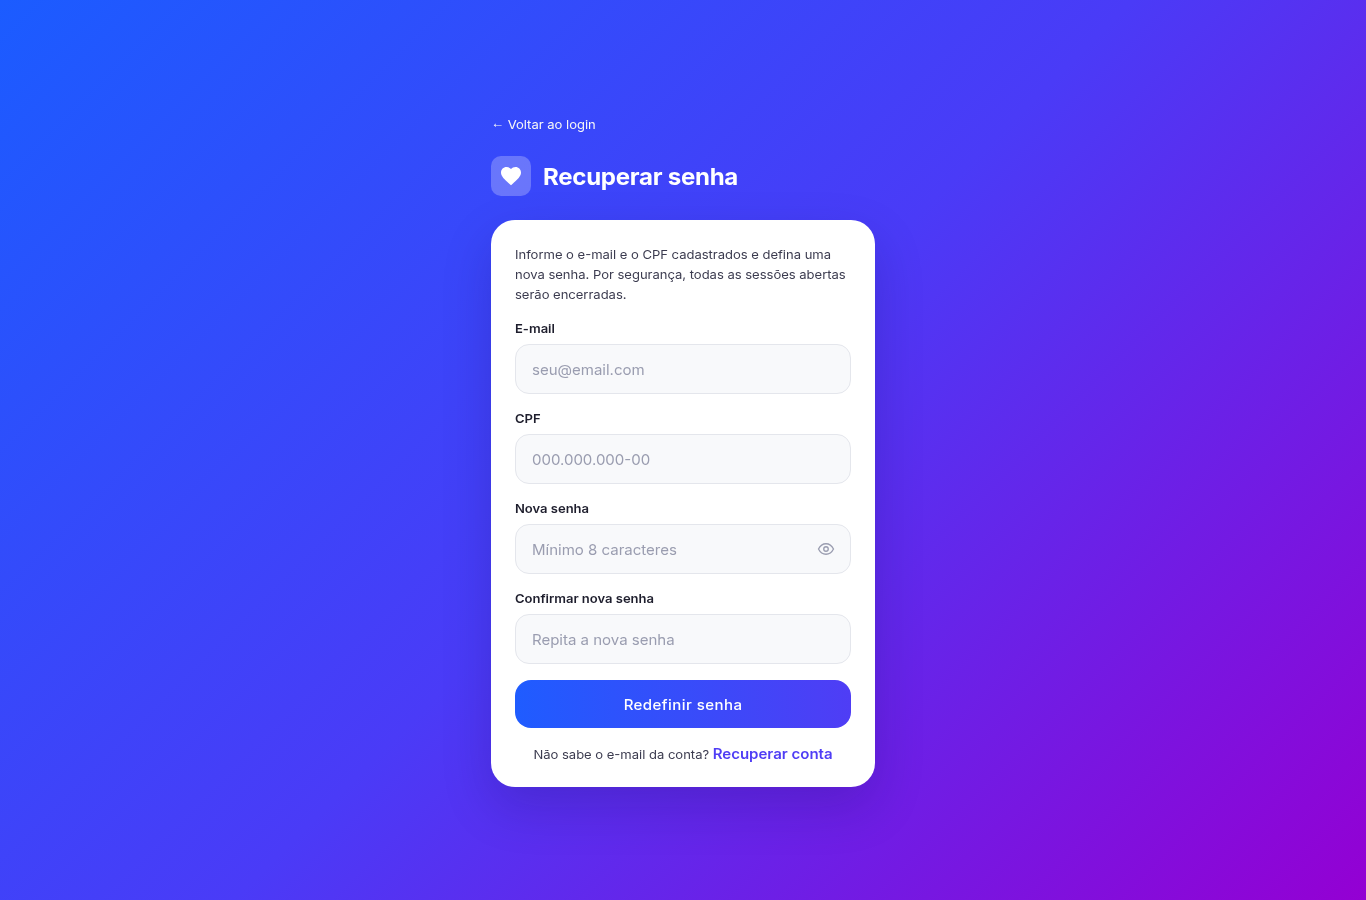 ← Voltar ao login
Recuperar senha
Informe o e-mail e o CPF cadastrados e defina uma
nova senha. Por segurança, todas as sessões abertas
serão encerradas.
E-mail
seu@email.com
CPF
000.000.000-00
Nova senha
Mínimo 8 caracteres
Confirmar nova senha
Repita a nova senha
Redefinir senha
Não sabe o e-mail da conta? Recuperar conta